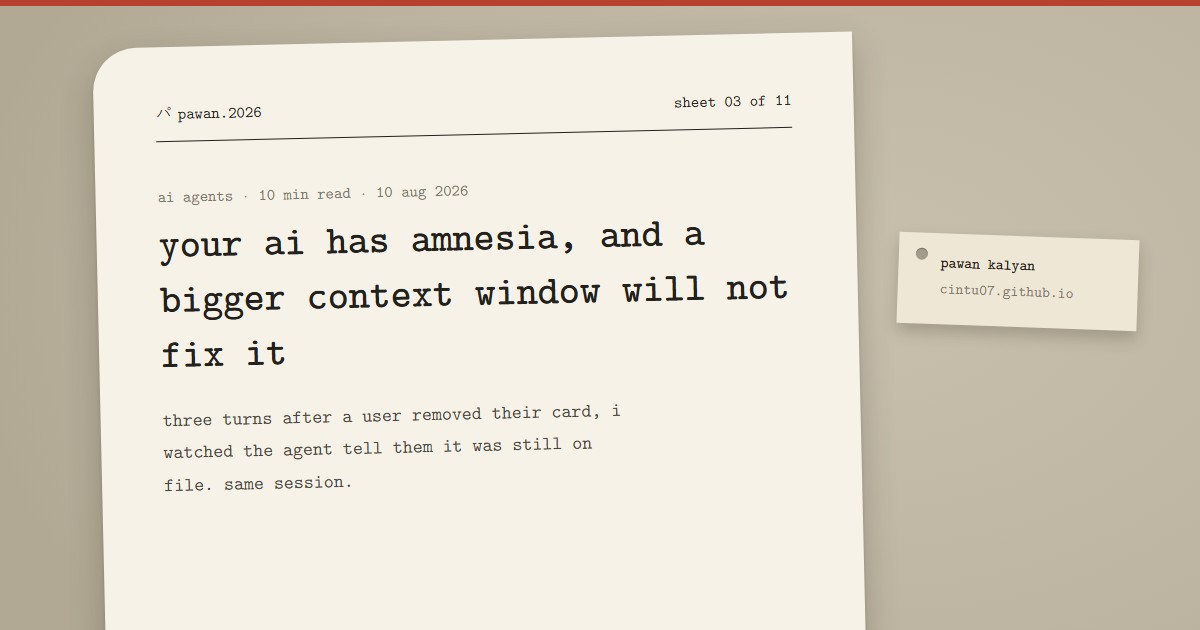 パ pawan.2026
sheet 03 of 11
ai agents · 10 min read · 10 aug 2026
your ai has amnesia, and a
bigger context window will not
fix it
three turns after a user removed their card, i
watched the agent tell them it was still on
file. same session.
pawan kalyan
cintu07.github.io